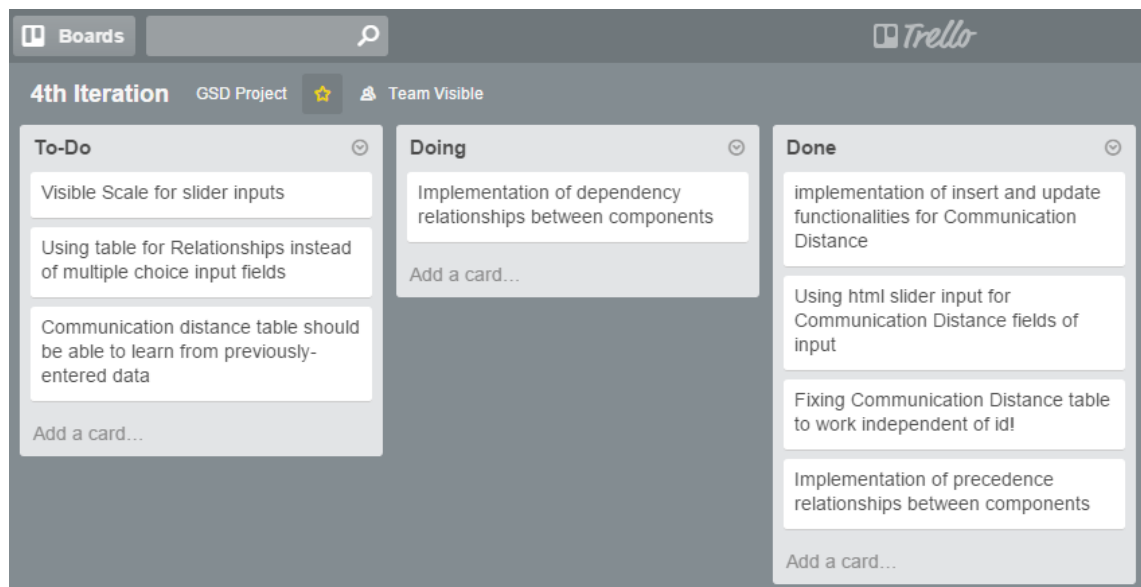 Boards
Trello
4th Iteration GSD Project Team Visible
To-Do
Visible Scale for slider inputs
Using table for Relationships instead
of multiple choice input fields
Communication distance table should
be able to learn from previously-
entered data
Add a card...
Doing
Implementation of dependency
relationships between components
Add a card...
Done
implementation of insert and update
functionalities for Communication
Distance
Using html slider input for
Communication Distance fields of
input
Fixing Communication Distance table
to work independent of id!
Implementation of precedence
relationships between components
Add a card...